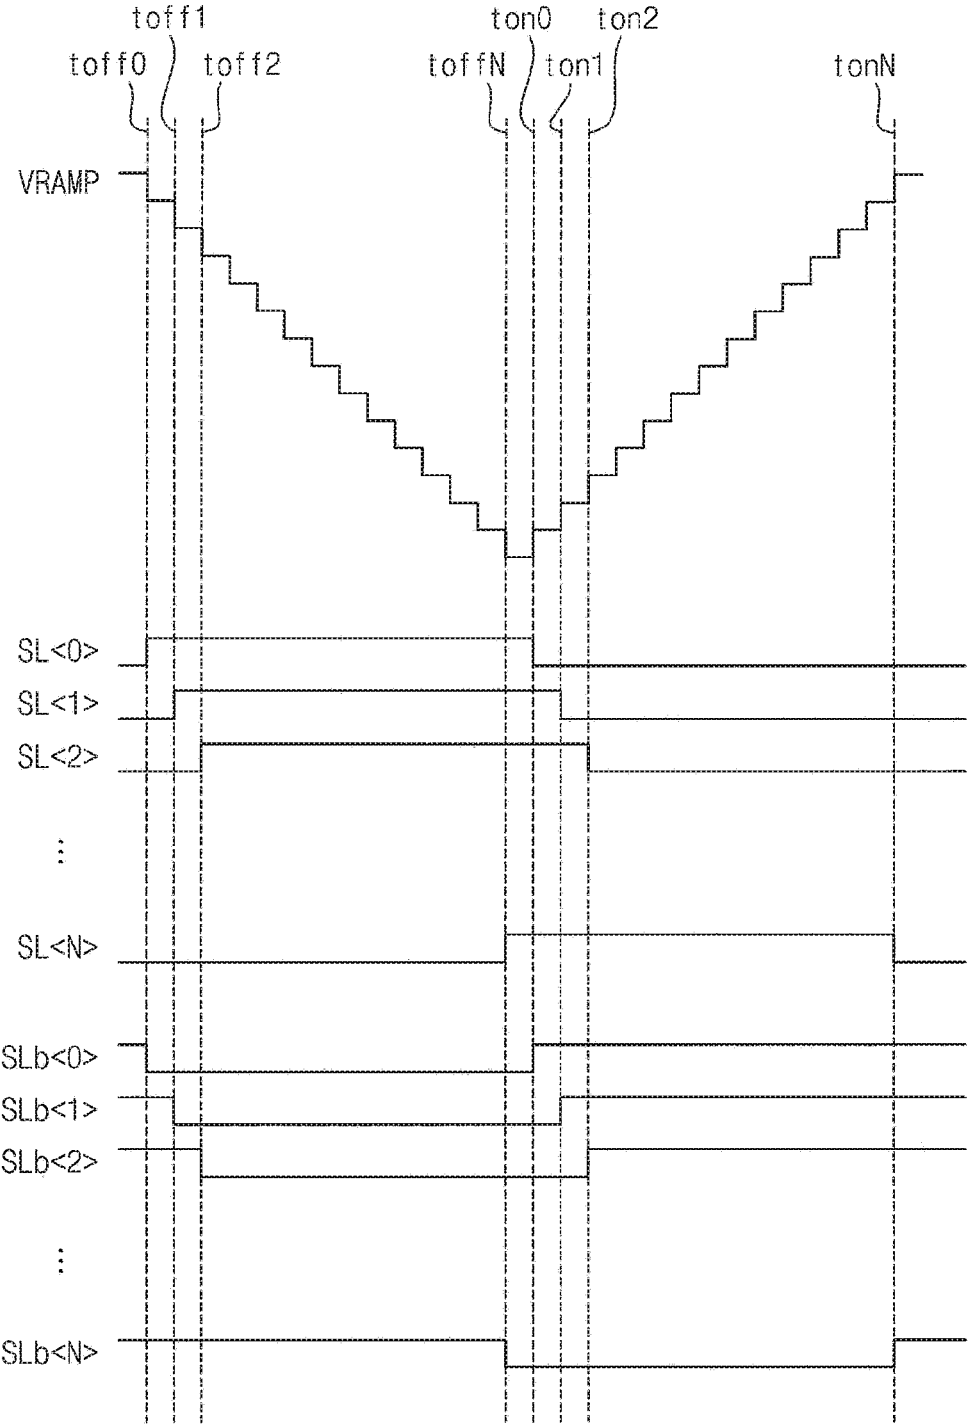 toff1 ton0 ton2
toff0 toff2 toffN ton1 tonN
VRAMP
SL<0>
SL<1>
SL<2>
⋮
SL<N>
SLb<0>
SLb<1>
SLb<2>
⋮
SLb<N>